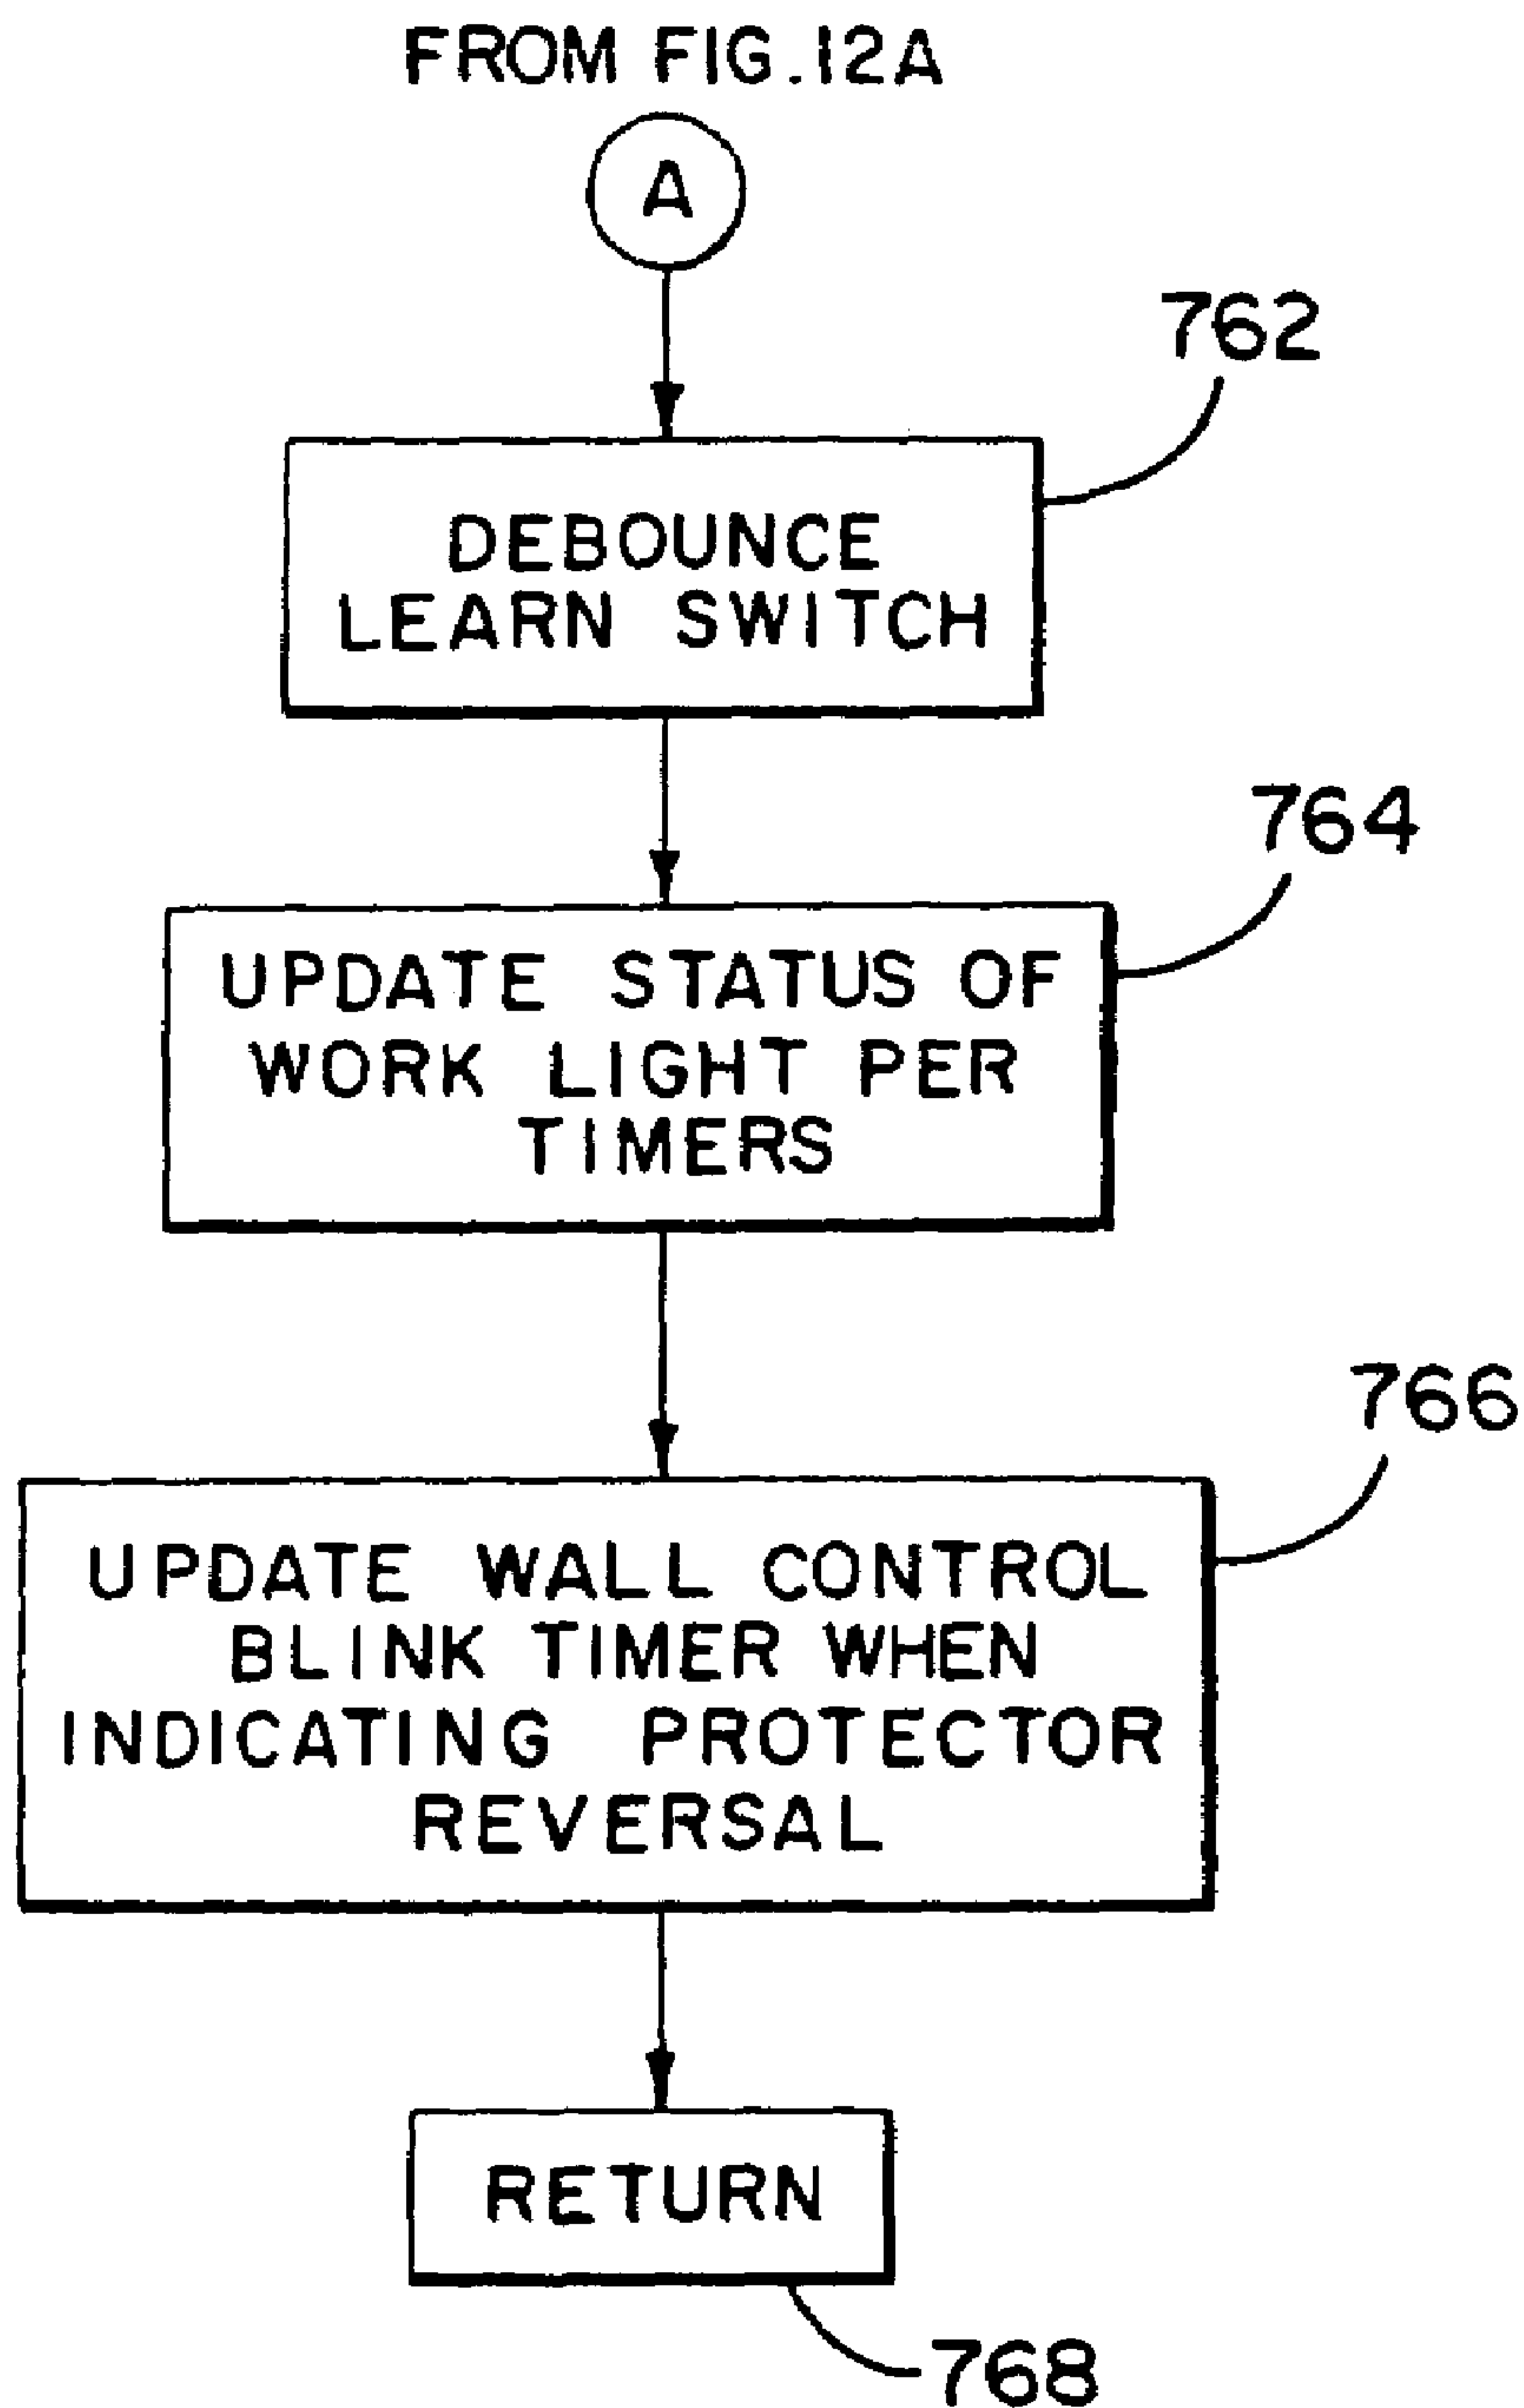 FROM FIG.12A
A
762
DEBOUNCE
LEARN SWITCH
764
UPDATE STATUS OF
WORK LIGHT PER
TIMERS
766
UPDATE WALL CONTROL
BLINK TIMER WHEN
INDICATING PROTECTOR
REVERSAL
RETURN
768